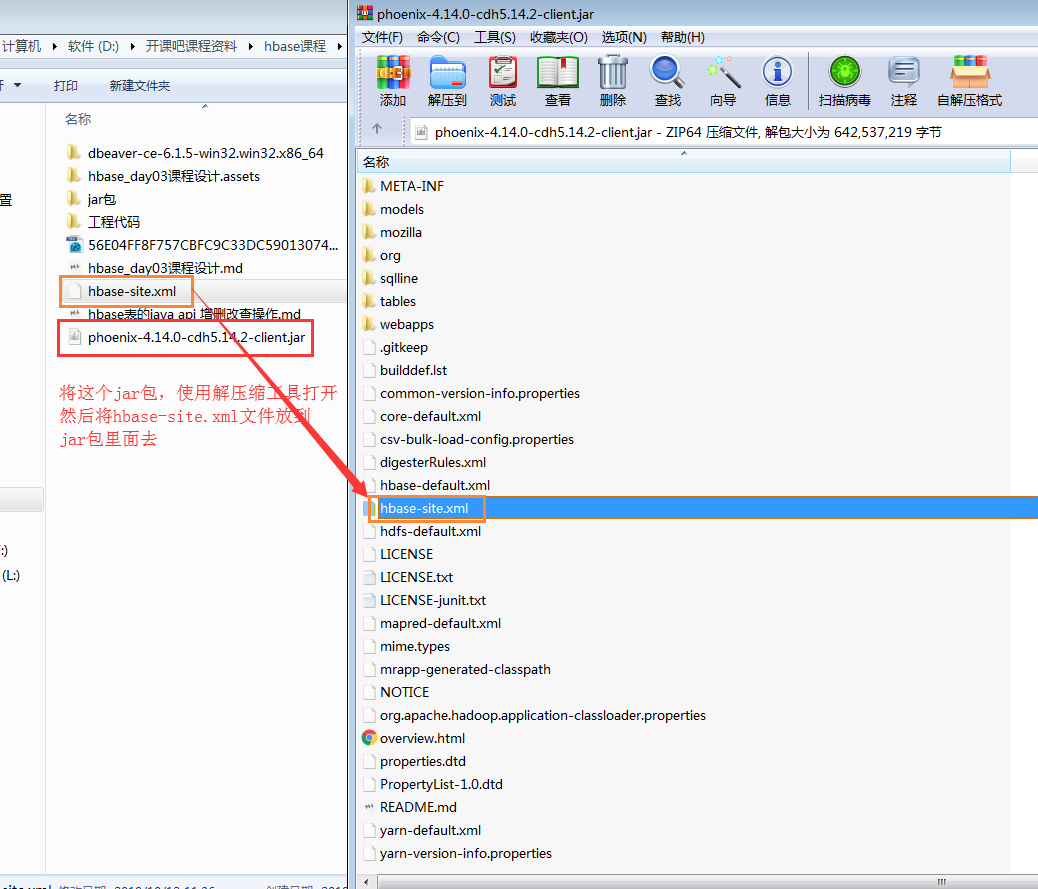 计算机 ▸ 软件 (D:) ▸ 开课吧课程资料 ▸ hbase课程 ▸
打印 新建文件夹
名称
dbeaver-ce-6.1.5-win32.win32.x86_64
hbase_day03课程设计.assets
jar包
工程代码
56E04FF8F757CBFC9C33DC59013074...
hbase_day03课程设计.md
hbase-site.xml
hbase表的java api 增删改查操作.md
phoenix-4.14.0-cdh5.14.2-client.jar
将这个jar包，使用解压缩工具打开
然后将hbase-site.xml文件放到
jar包里面去
置
:)
(L:)
phoenix-4.14.0-cdh5.14.2-client.jar
文件(F) 命令(C) 工具(S) 收藏夹(O) 选项(N) 帮助(H)
添加 解压到 测试 查看 删除 查找 向导 信息 扫描病毒 注释 自解压格式
phoenix-4.14.0-cdh5.14.2-client.jar - ZIP64 压缩文件, 解包大小为 642,537,219 字节
名称
META-INF
models
mozilla
org
sqlline
tables
webapps
.gitkeep
builddef.lst
common-version-info.properties
core-default.xml
csv-bulk-load-config.properties
digesterRules.xml
hbase-default.xml
hbase-site.xml
hdfs-default.xml
LICENSE
LICENSE.txt
LICENSE-junit.txt
mapred-default.xml
mime.types
mrapp-generated-classpath
NOTICE
org.apache.hadoop.application-classloader.properties
overview.html
properties.dtd
PropertyList-1.0.dtd
README.md
yarn-default.xml
yarn-version-info.properties